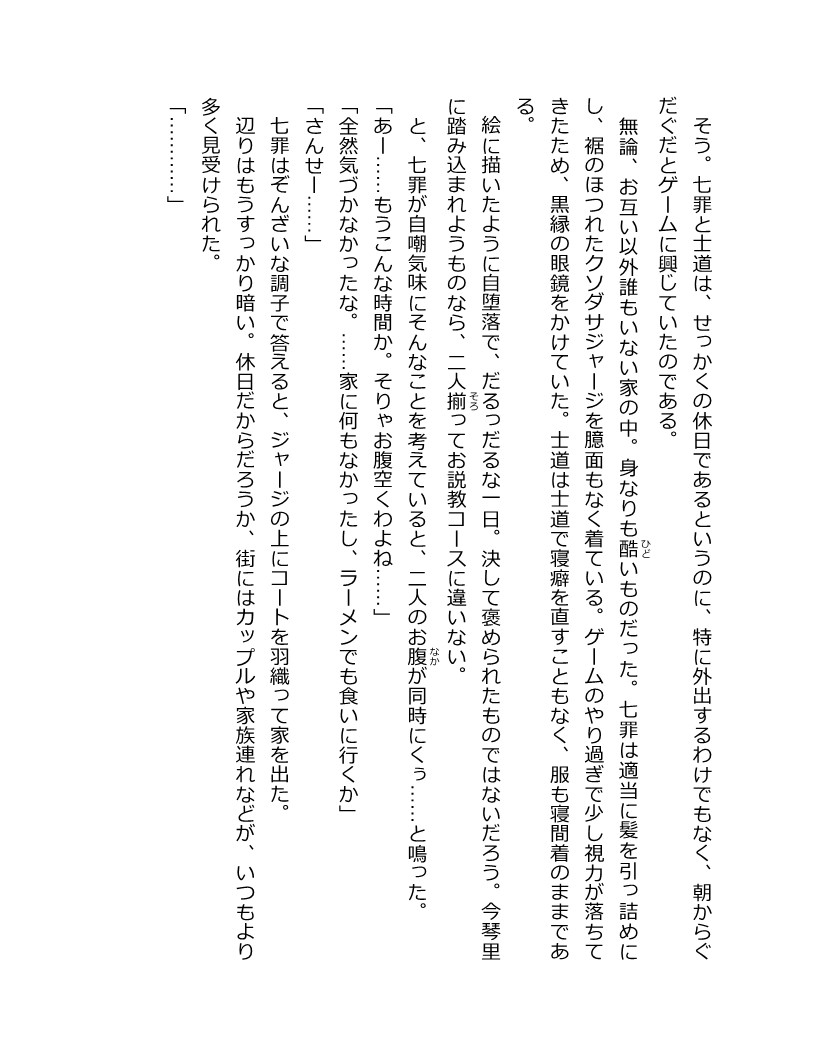 そう。七罪と士道は、せっかくの休日であるというのに、特に外出するわけでもなく、朝からぐ
だぐだとゲームに興じていたのである。
無論、お互い以外誰もいない家の中。身なりも酷いものだった。七罪は適当に髪を引っ詰めに
し、裾のほつれたクソダサジャージを臆面もなく着ている。ゲームのやり過ぎで少し視力が落ちて
きたため、黒縁の眼鏡をかけていた。士道は士道で寝癖を直すこともなく、服も寝間着のままであ
る。
絵に描いたように自堕落で、だるっだるな一日。決して褒められたものではないだろう。今琴里
に踏み込まれようものなら、二人揃ってお説教コースに違いない。
と、七罪が自嘲気味にそんなことを考えていると、二人のお腹が同時にくぅ……と鳴った。
「あー……もうこんな時間か。そりゃお腹空くわよね……」
「全然気づかなかったな。……家に何もなかったし、ラーメンでも食いに行くか」
「さんせー……」
七罪はぞんざいな調子で答えると、ジャージの上にコートを羽織って家を出た。
辺りはもうすっかり暗い。休日だからだろうか、街にはカップルや家族連れなどが、いつもより
多く見受けられた。
「…………」